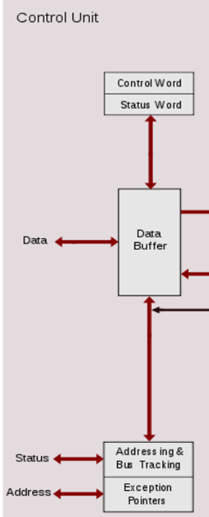 Control Unit
Control Word
Status Word
Data
Data
Buffer
Status
Addressing &
Bus Tracking
Address
Exception
Pointers